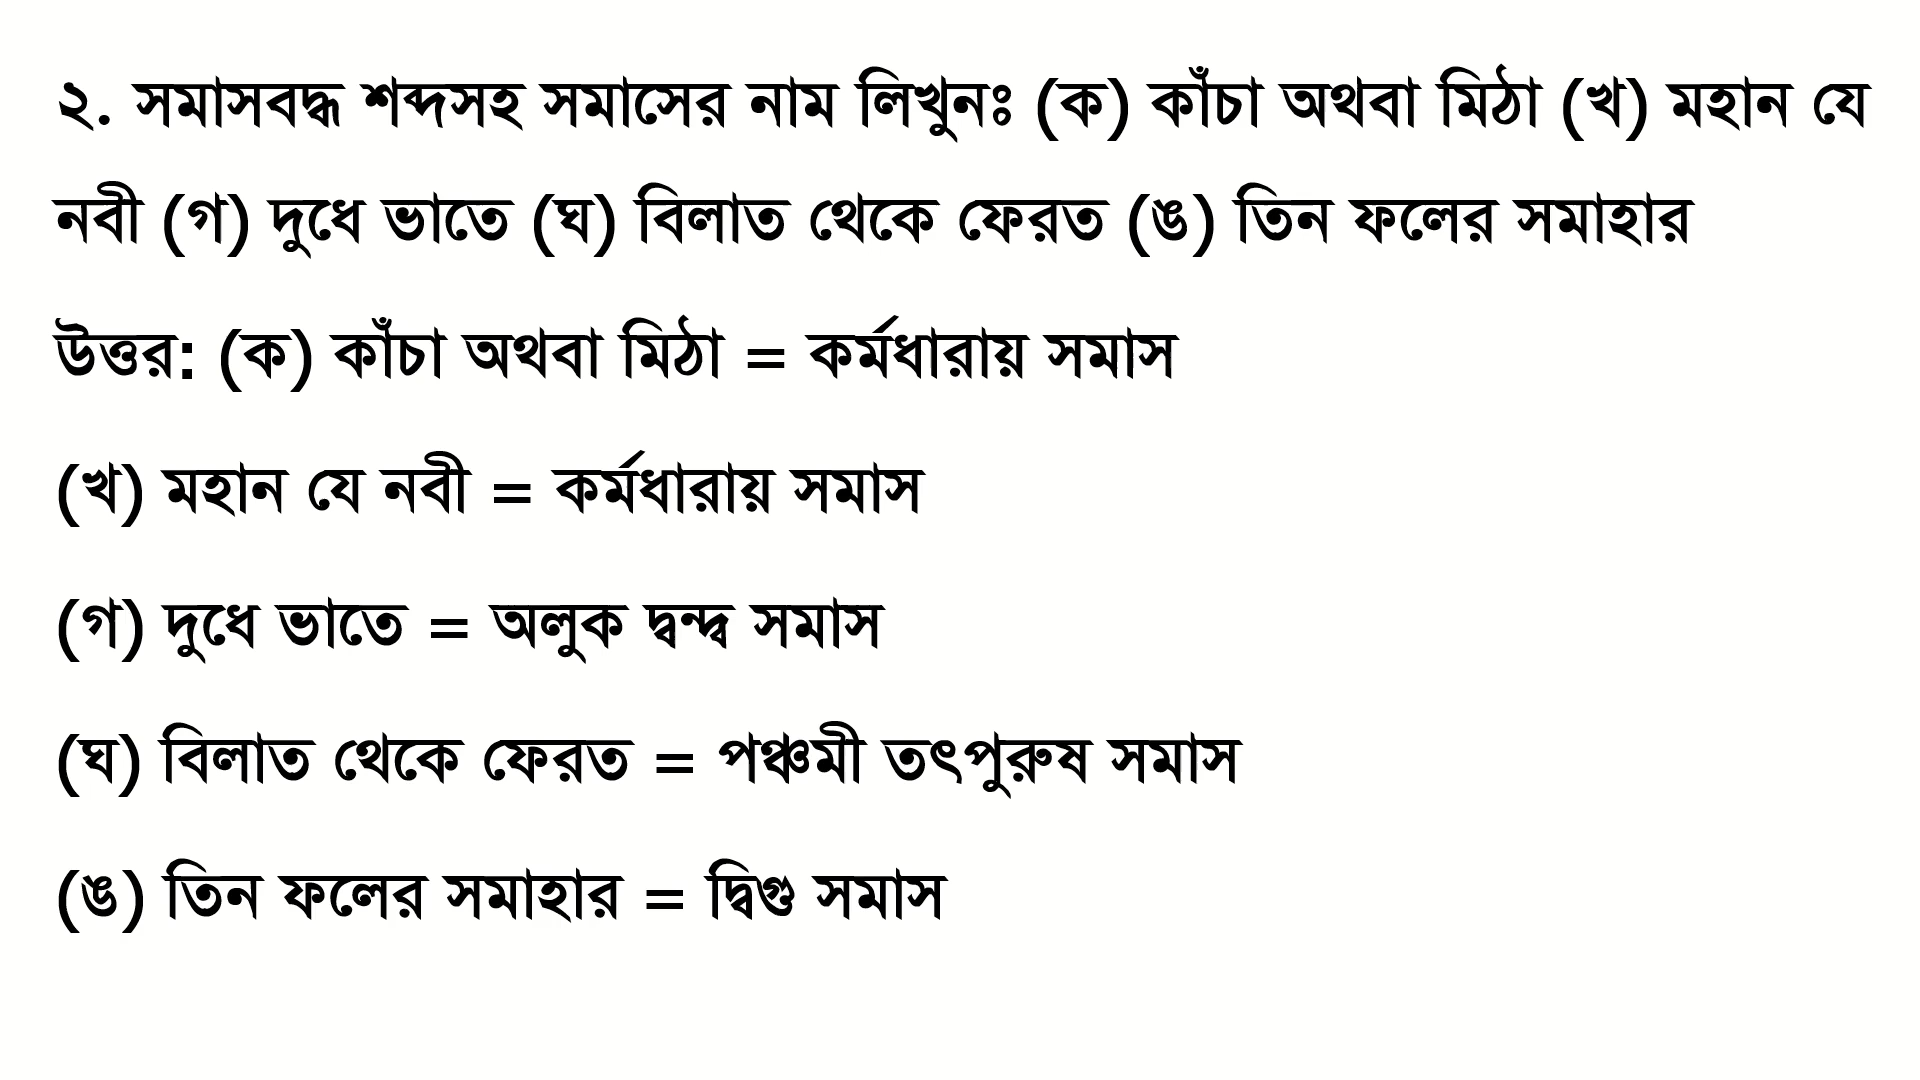 ২. সমাসবদ্ধ শব্দসহ সমাসের নাম লিখুনঃ (ক) কাঁচা অথবা মিঠা (খ) মহান যে
নবী (গ) দুধে ভাতে (ঘ) বিলাত থেকে ফেরত (ঙ) তিন ফলের সমাহার
উত্তর: (ক) কাঁচা অথবা মিঠা = কর্মধারায় সমাস
(খ) মহান যে নবী = কর্মধারায় সমাস
(গ) দুধে ভাতে = অলুক দ্বন্দ্ব সমাস
(ঘ) বিলাত থেকে ফেরত = পঞ্চমী তৎপুরুষ সমাস
(ঙ) তিন ফলের সমাহার = দ্বিগু সমাস